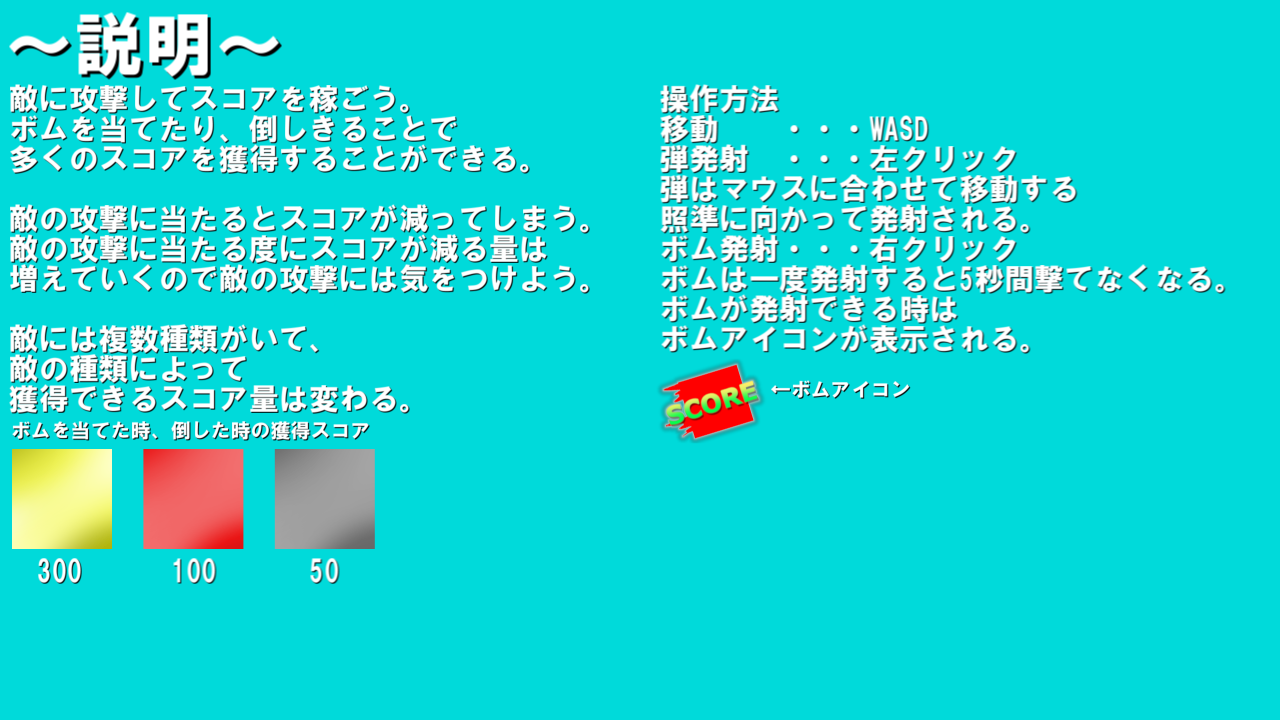 ～説明～
敵に攻撃してスコアを稼ごう。
ボムを当てたり、倒しきることで
多くのスコアを獲得することができる。
敵の攻撃に当たるとスコアが減ってしまう。
敵の攻撃に当たる度にスコアが減る量は
増えていくので敵の攻撃には気をつけよう。
敵には複数種類がいて、
敵の種類によって
獲得できるスコア量は変わる。
ボムを当てた時、倒した時の獲得スコア
300 100 50
操作方法
移動　　・・・WASD
弾発射　・・・左クリック
弾はマウスに合わせて移動する
照準に向かって発射される。
ボム発射・・・右クリック
ボムは一度発射すると5秒間撃てなくなる。
ボムが発射できる時は
ボムアイコンが表示される。
SCORE ←ボムアイコン